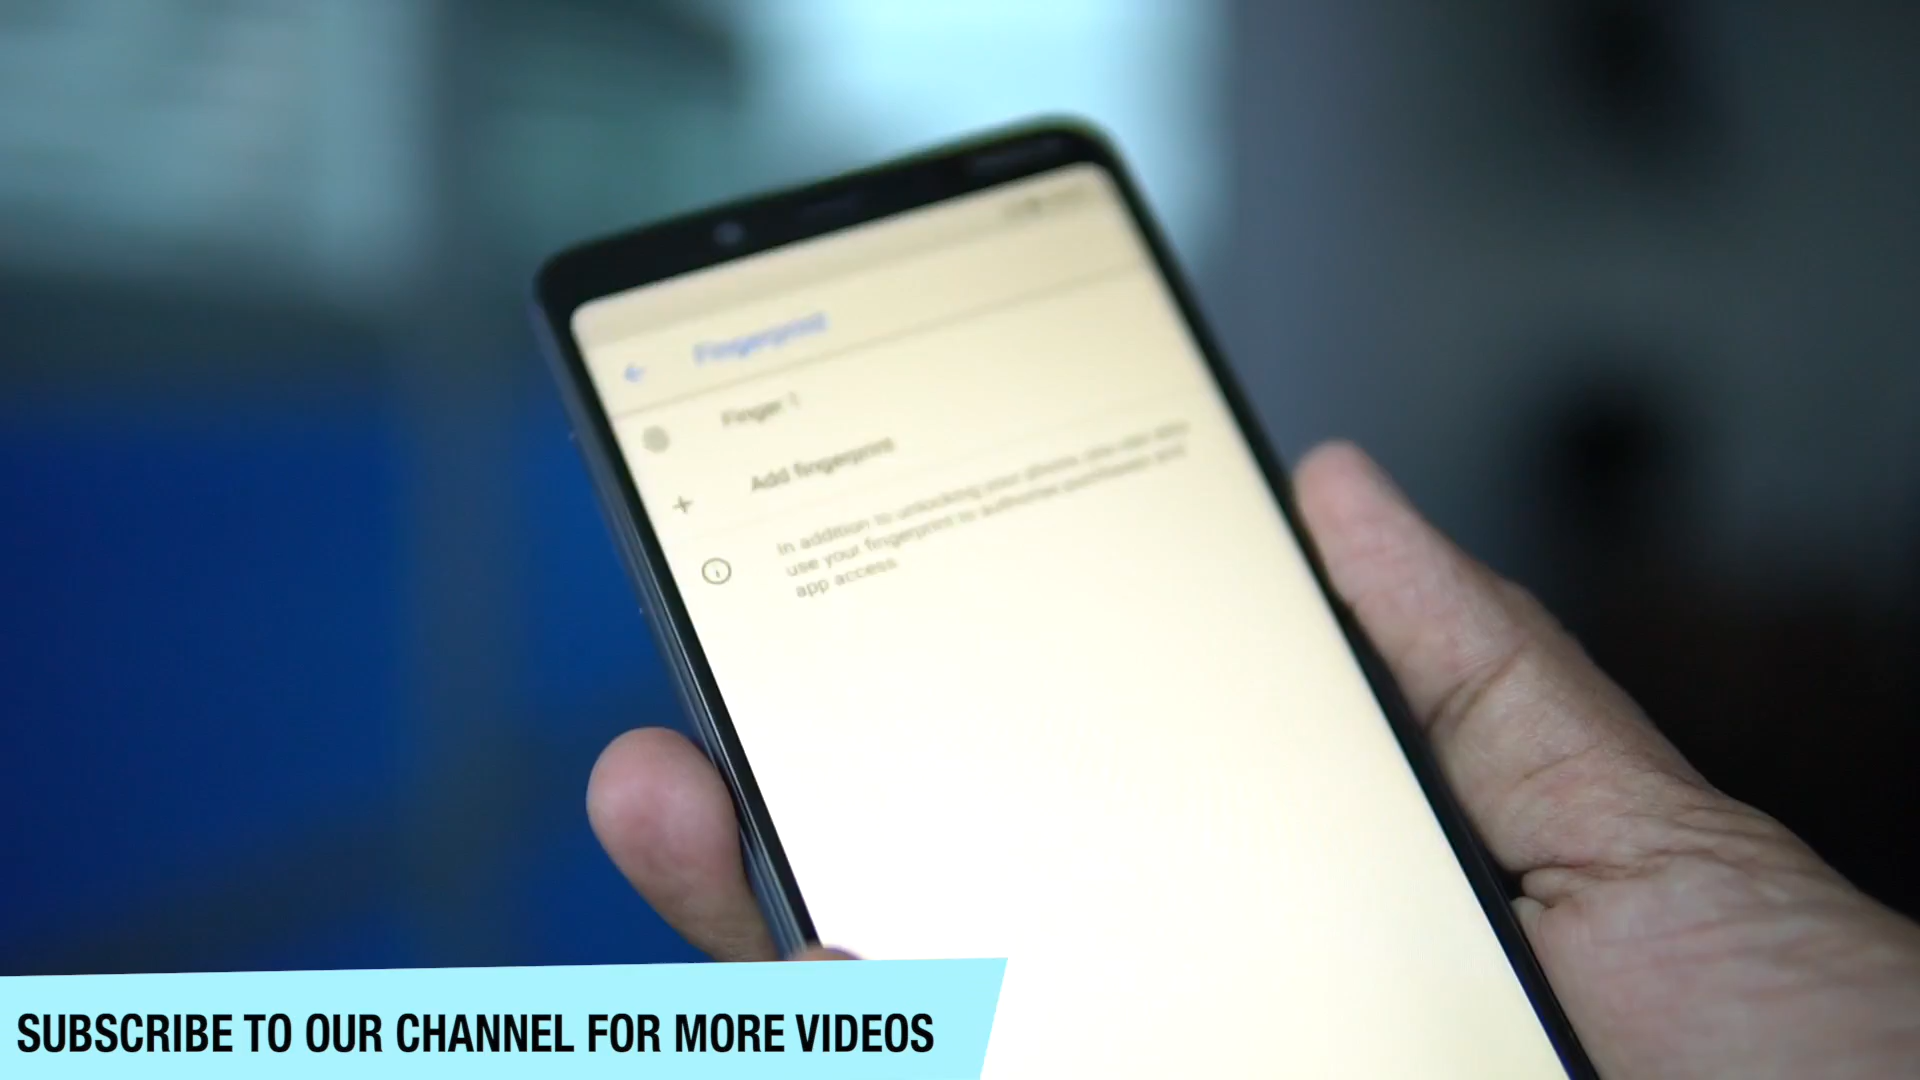 Fingerprint
Finger 1
Add fingerprint
In addition to unlocking your phone, you can also
use your fingerprint to authorize purchases and
app access
SUBSCRIBE TO OUR CHANNEL FOR MORE VIDEOS